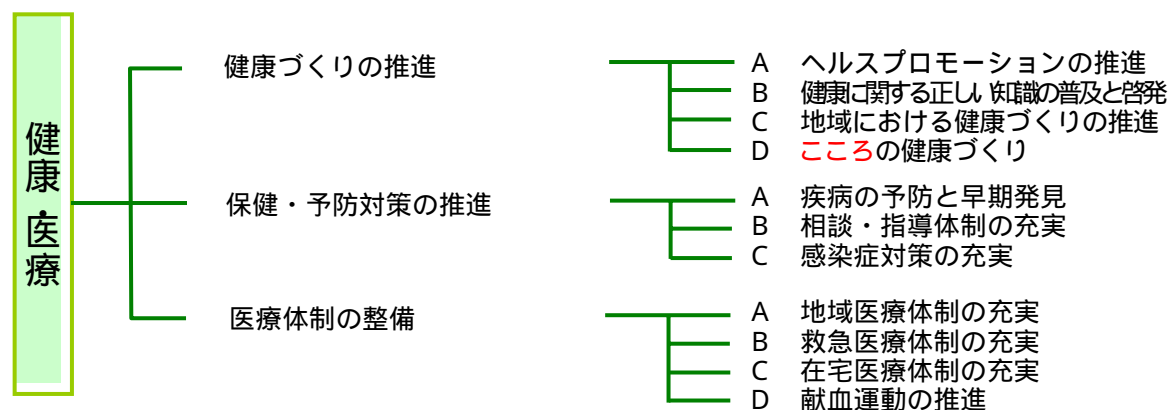 健康・医療
健康づくりの推進
A ヘルスプロモーションの推進
B 健康に関する正しい知識の普及と啓発
C 地域における健康づくりの推進
D こころの健康づくり
保健・予防対策の推進
A 疾病の予防と早期発見
B 相談・指導体制の充実
C 感染症対策の充実
医療体制の整備
A 地域医療体制の充実
B 救急医療体制の充実
C 在宅医療体制の充実
D 献血運動の推進